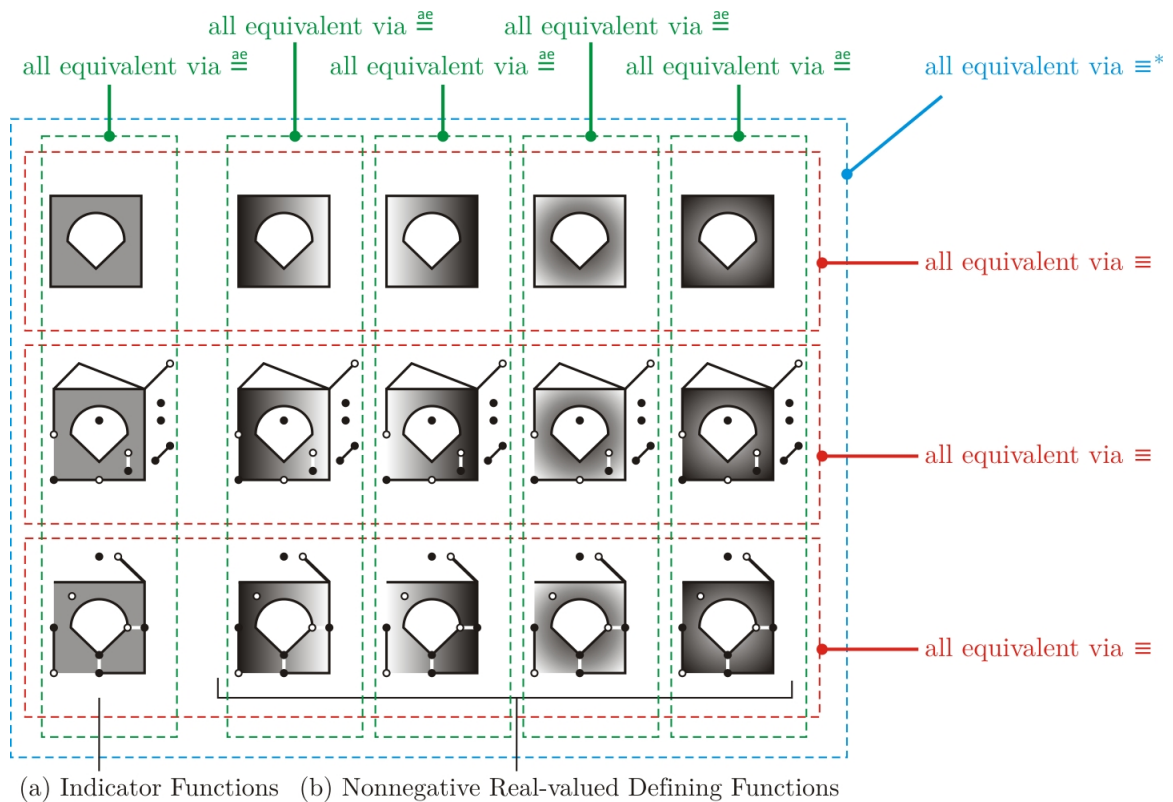 all equivalent via ae=
all equivalent via ae=
all equivalent via ae=
all equivalent via ae=
all equivalent via ae=
all equivalent via ≡*
all equivalent via ≡
all equivalent via ≡
all equivalent via ≡
(a) Indicator Functions
(b) Nonnegative Real-valued Defining Functions